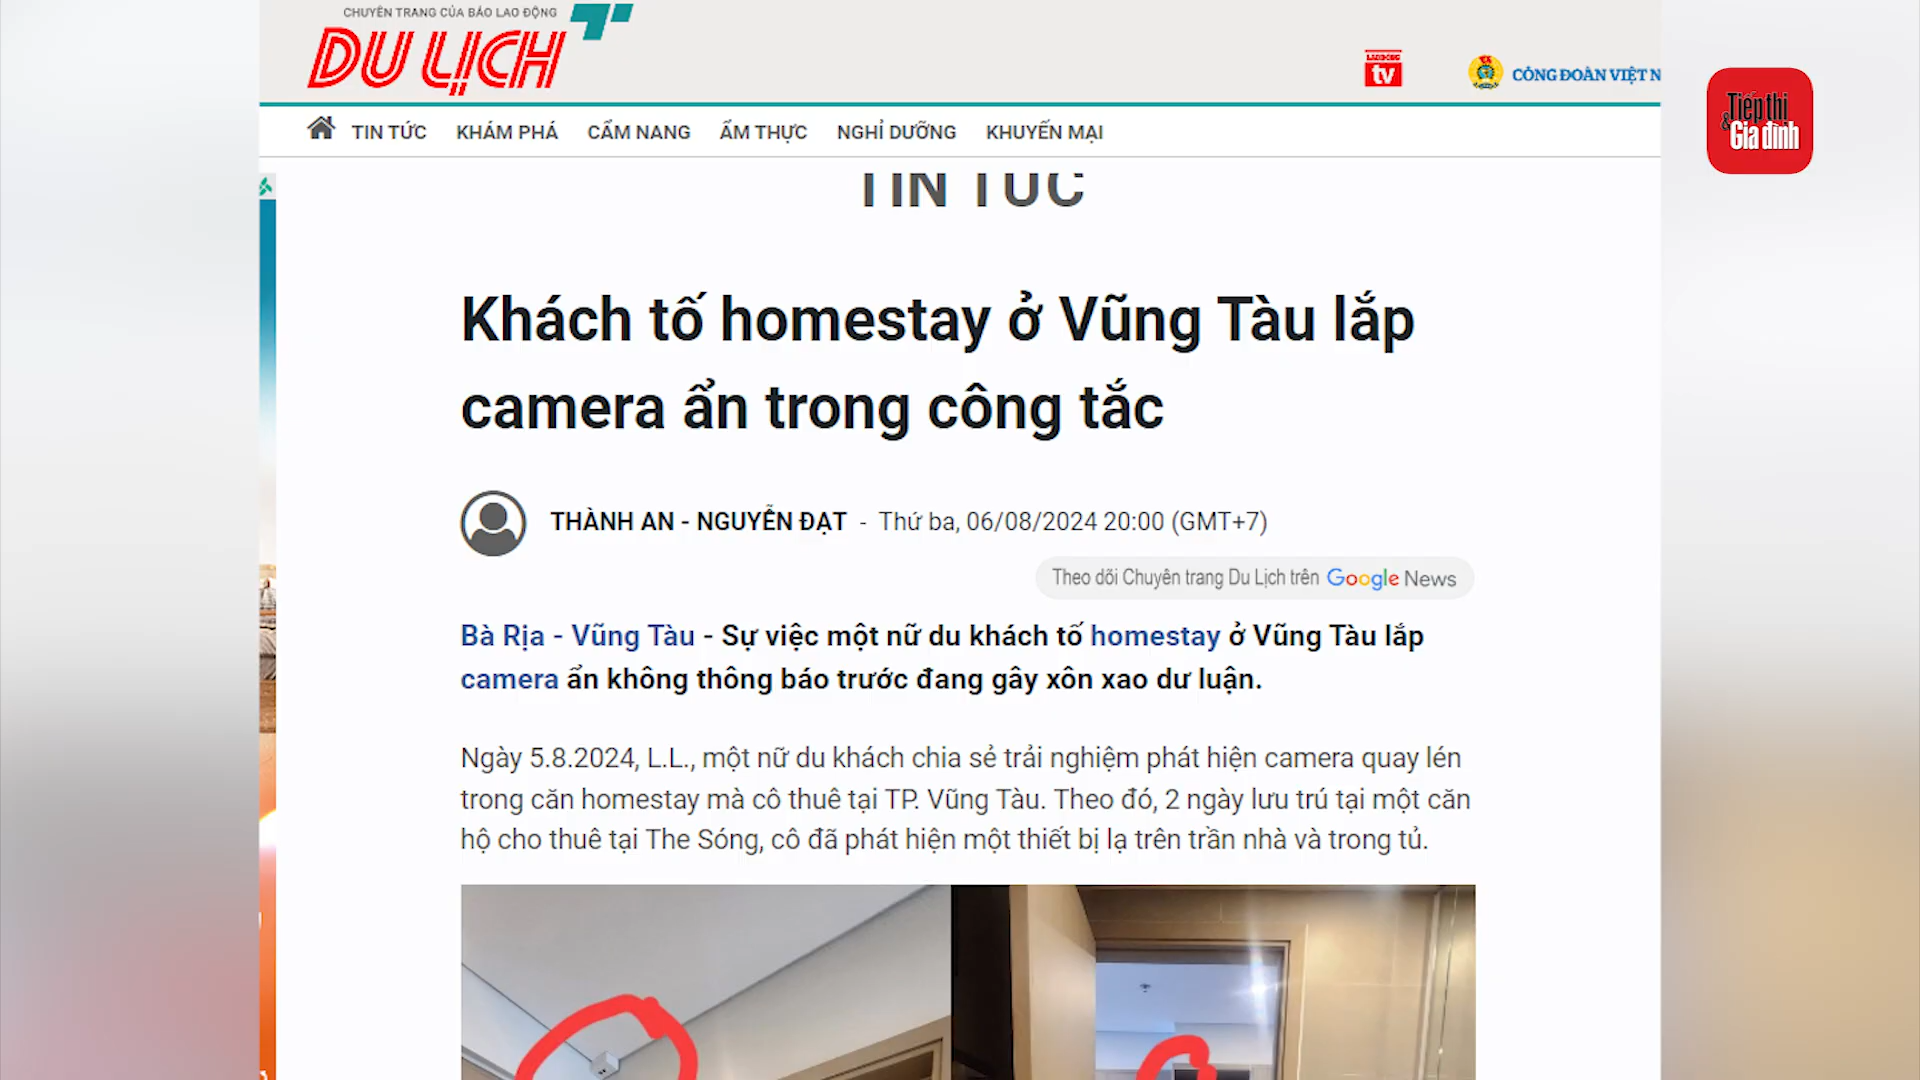 CHUYÊN TRANG CỦA BÁO LAO ĐỘNG
DU LỊCH
LAO ĐỘNG
tv
CÔNG ĐOÀN VIỆT N
Tiếp thị
& Gia đình
TIN TỨC KHÁM PHÁ CẨM NANG ẨM THỰC NGHỈ DƯỠNG KHUYẾN MẠI
TIN TỨC
Khách tố homestay ở Vũng Tàu lắp
camera ẩn trong công tắc
THÀNH AN - NGUYỄN ĐẠT - Thứ ba, 06/08/2024 20:00 (GMT+7)
Theo dõi Chuyên trang Du Lịch trên Google News
Bà Rịa - Vũng Tàu - Sự việc một nữ du khách tố homestay ở Vũng Tàu lắp
camera ẩn không thông báo trước đang gây xôn xao dư luận.
Ngày 5.8.2024, L.L., một nữ du khách chia sẻ trải nghiệm phát hiện camera quay lén
trong căn homestay mà cô thuê tại TP. Vũng Tàu. Theo đó, 2 ngày lưu trú tại một căn
hộ cho thuê tại The Sóng, cô đã phát hiện một thiết bị lạ trên trần nhà và trong tủ.